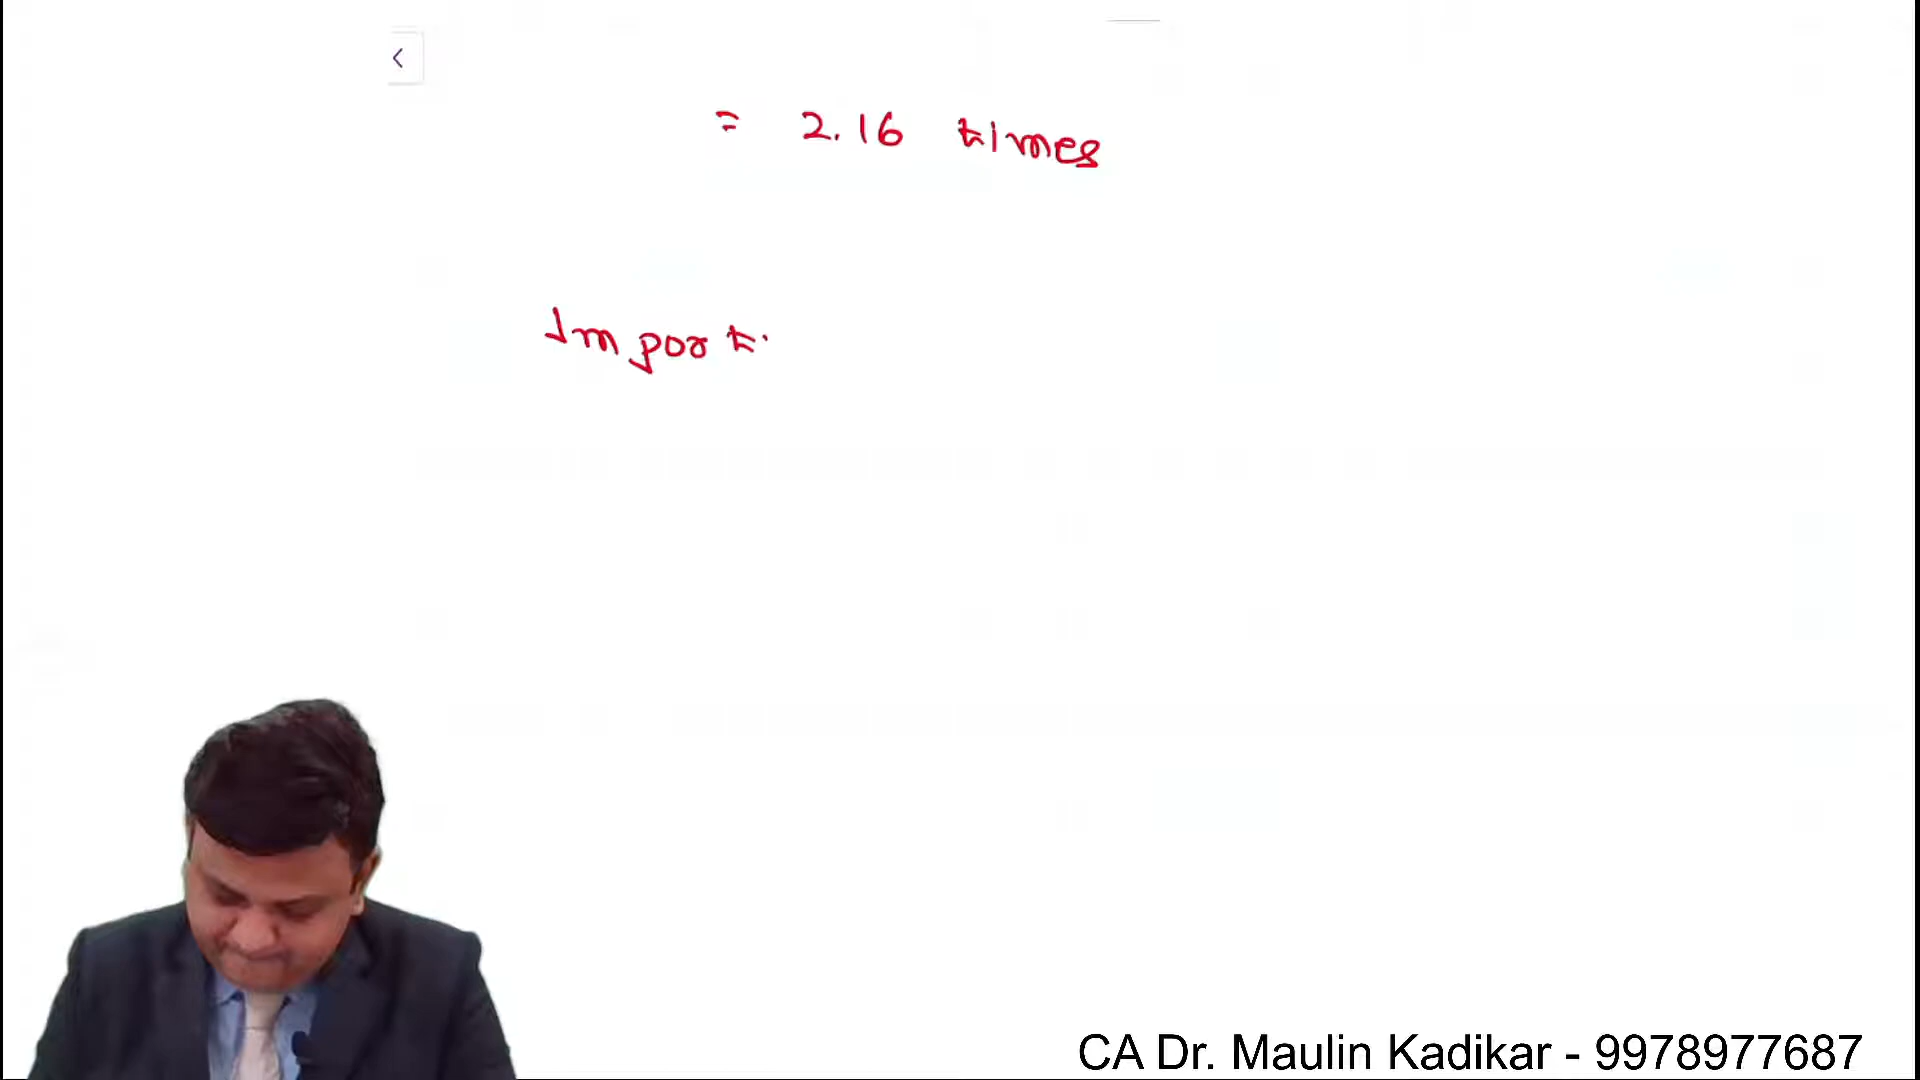 = 2.16 times
Import.
CA Dr. Maulin Kadikar - 9978977687